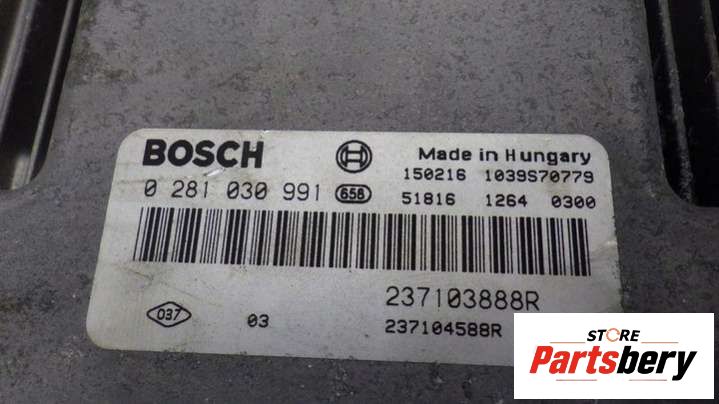 BOSCH Made in Hungary
150216 1039S70779
0 281 030 991 658 51816 1264 0300
237103888R
037 03 237104588R
STORE
Partsbery